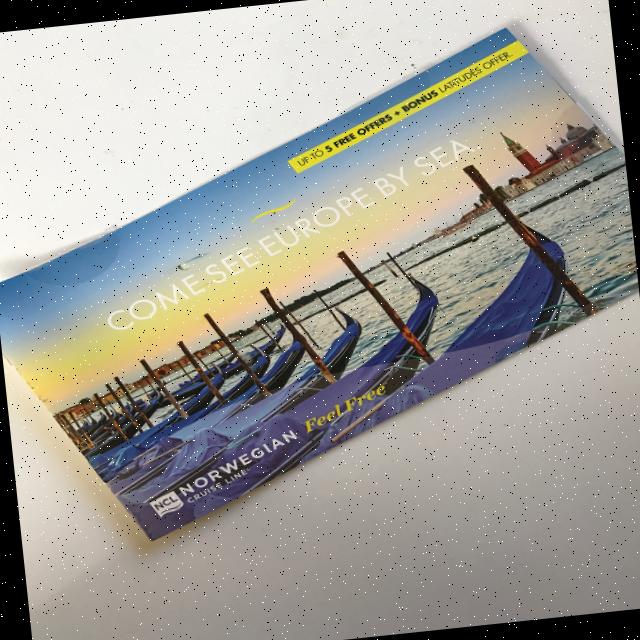 UP TO 5 FREE OFFERS + BONUS LATITUDES OFFER
COME SEE EUROPE BY SEA
Feel Free
NCL NORWEGIAN
CRUISE LINE